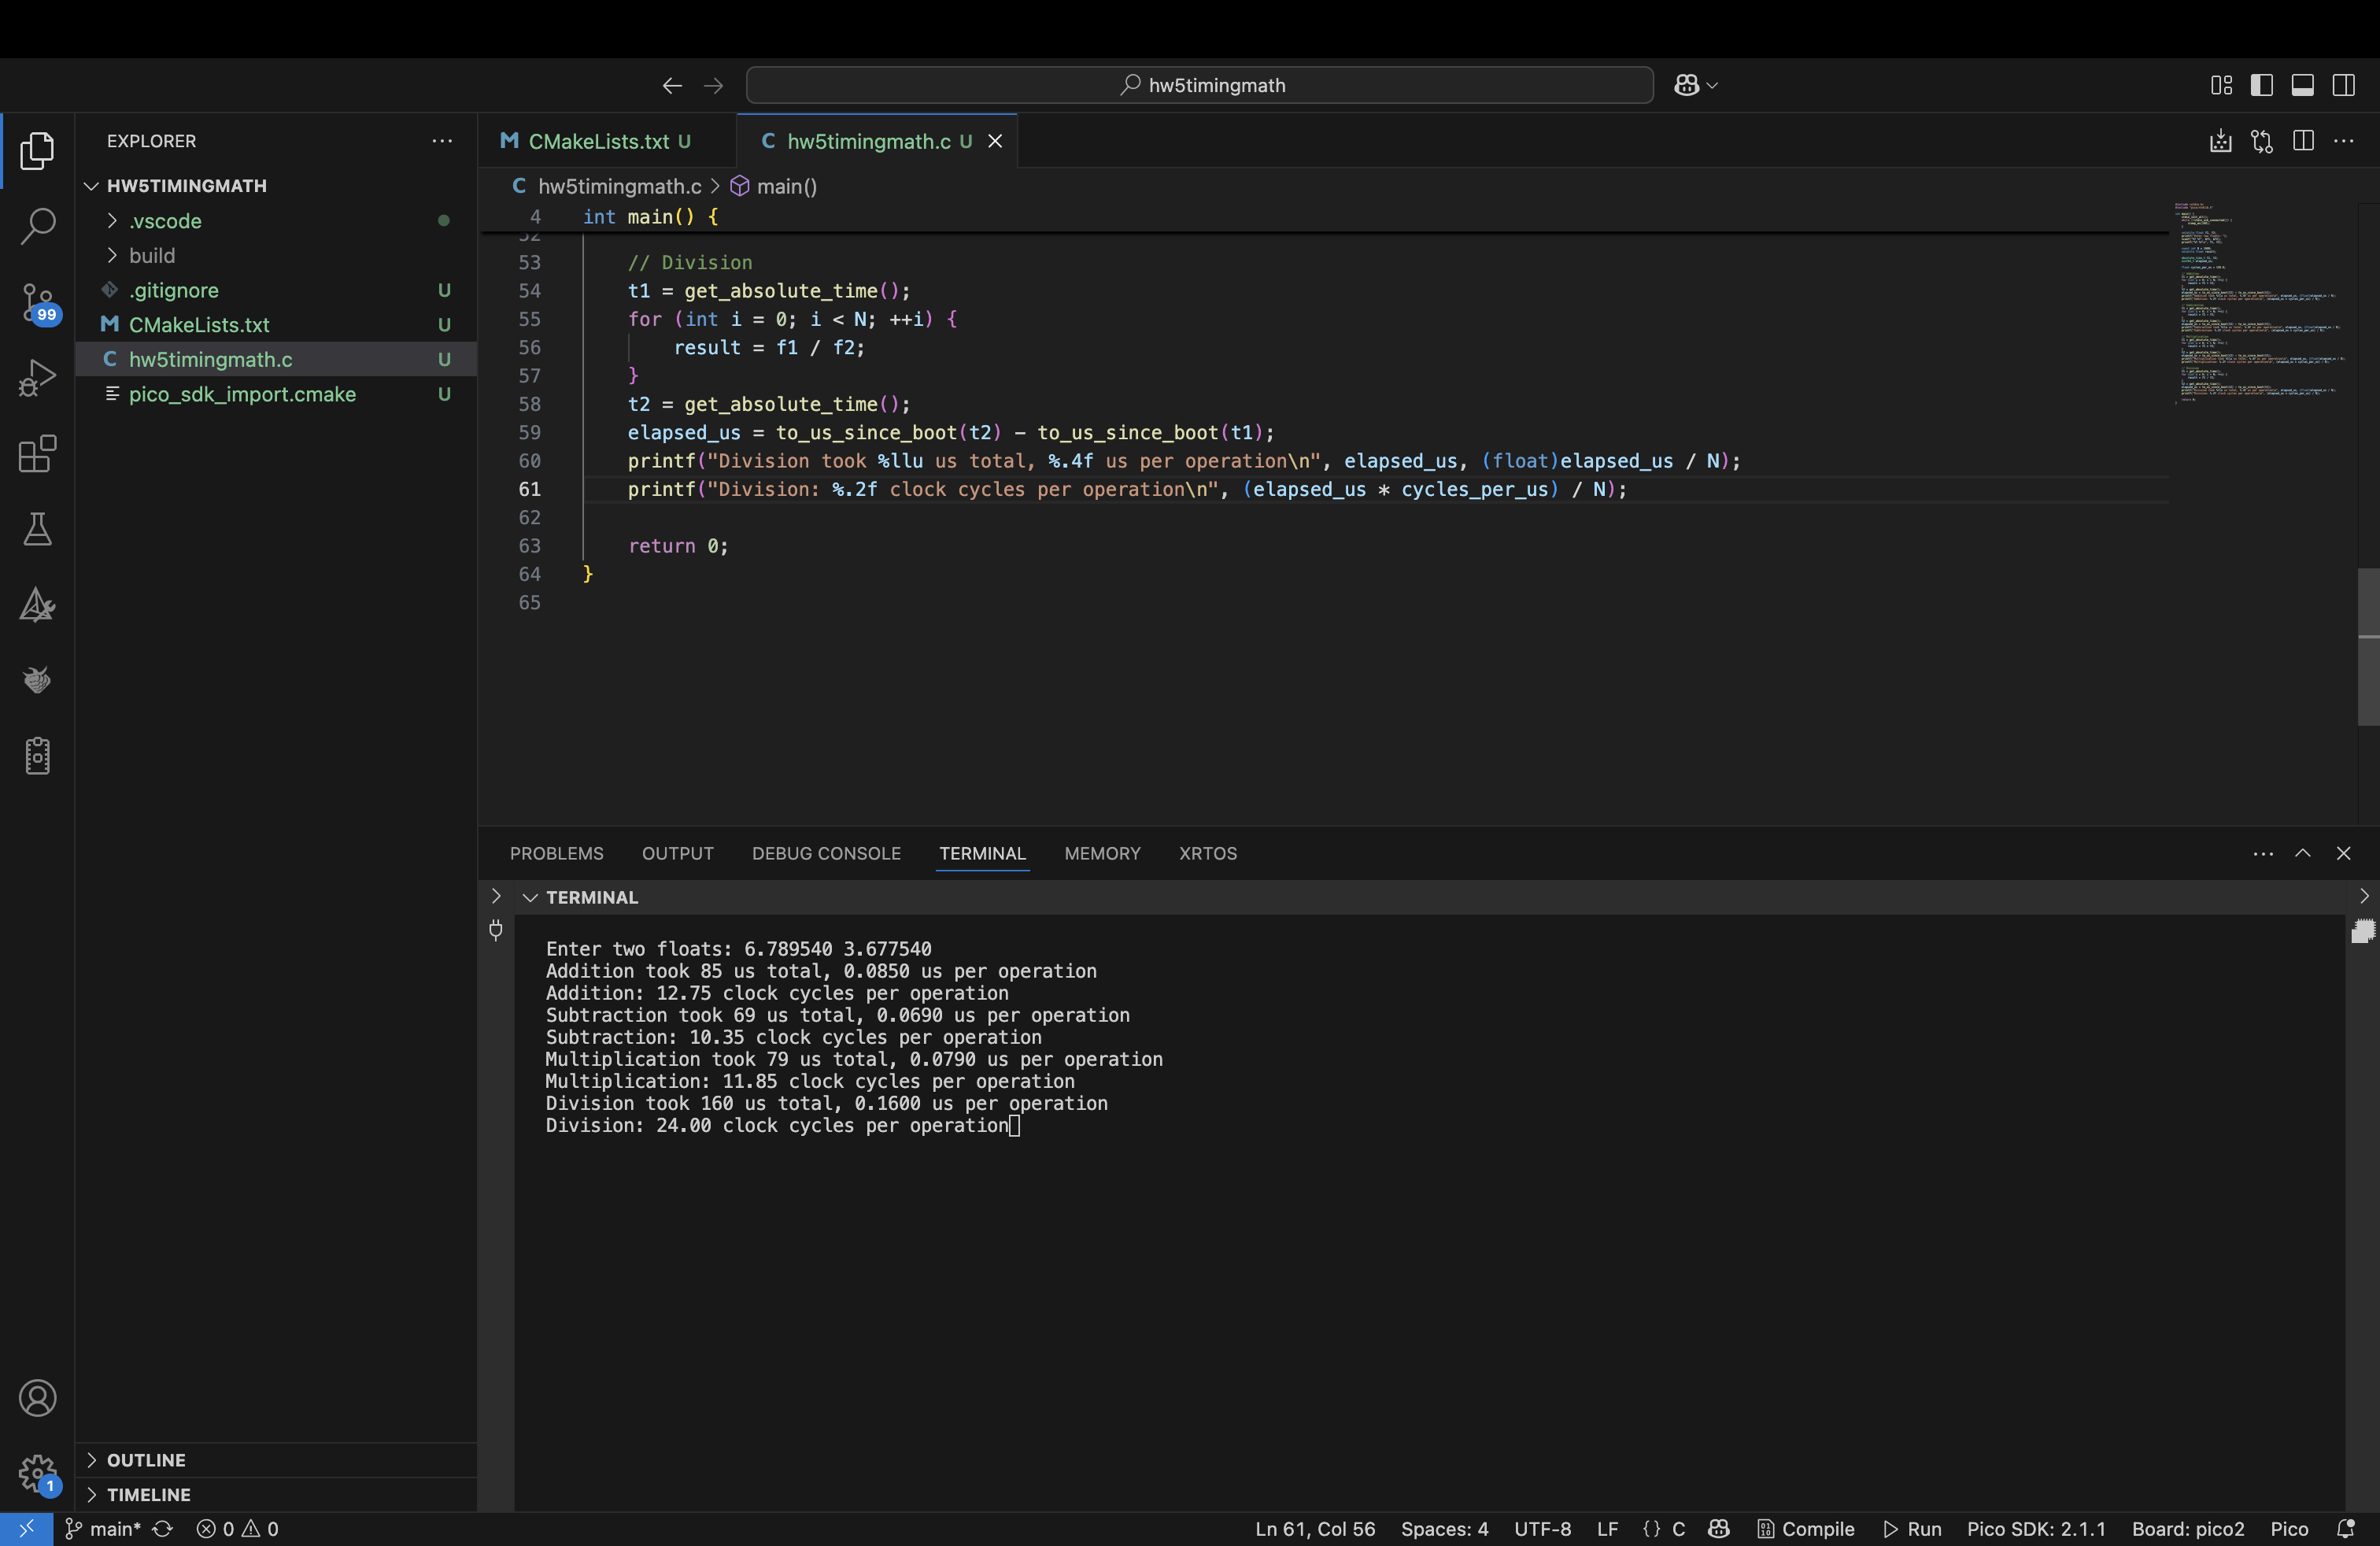 hw5timingmath
EXPLORER
HW5TIMINGMATH
.vscode
build
.gitignore U
CMakeLists.txt U
hw5timingmath.c U
pico_sdk_import.cmake U
99
OUTLINE
TIMELINE
1
CMakeLists.txt U
hw5timingmath.c U
hw5timingmath.c > main()
4 int main() {
52
53 // Division
54 t1 = get_absolute_time();
55 for (int i = 0; i < N; ++i) {
56 result = f1 / f2;
57 }
58 t2 = get_absolute_time();
59 elapsed_us = to_us_since_boot(t2) - to_us_since_boot(t1);
60 printf("Division took %llu us total, %.4f us per operation\n", elapsed_us, (float)elapsed_us / N);
61 printf("Division: %.2f clock cycles per operation\n", (elapsed_us * cycles_per_us) / N);
62
63 return 0;
64 }
65
PROBLEMS OUTPUT DEBUG CONSOLE TERMINAL MEMORY XRTOS
TERMINAL
Enter two floats: 6.789540 3.677540
Addition took 85 us total, 0.0850 us per operation
Addition: 12.75 clock cycles per operation
Subtraction took 69 us total, 0.0690 us per operation
Subtraction: 10.35 clock cycles per operation
Multiplication took 79 us total, 0.0790 us per operation
Multiplication: 11.85 clock cycles per operation
Division took 160 us total, 0.1600 us per operation
Division: 24.00 clock cycles per operation
main* 0 0 Ln 61, Col 56 Spaces: 4 UTF-8 LF {} C Compile Run Pico SDK: 2.1.1 Board: pico2 Pico